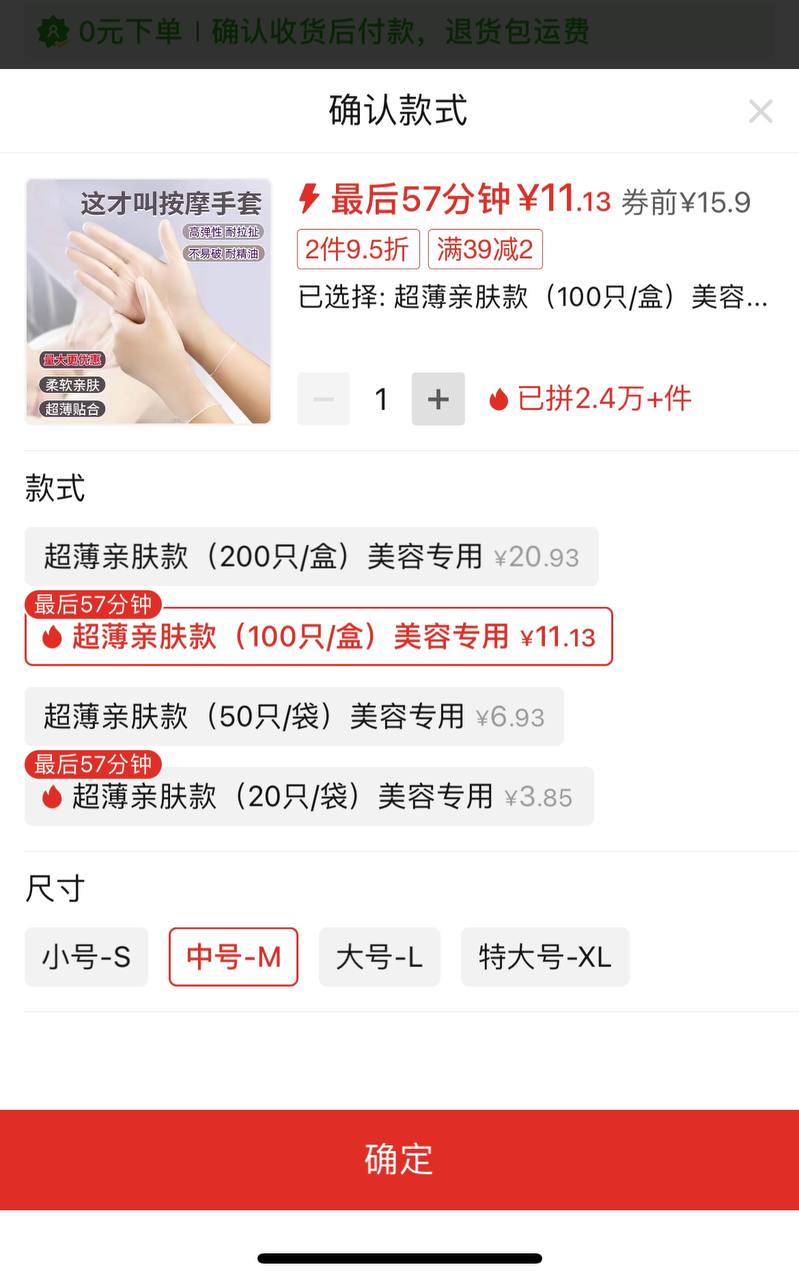 0元下单 | 确认收货后付款，退货包运费
确认款式
这才叫按摩手套
高弹性 耐拉扯
不易破 耐精油
量大更优惠
柔软亲肤
超薄贴合
最后57分钟 ¥11.13 券前¥15.9
2件9.5折 满39减2
已选择: 超薄亲肤款（100只/盒）美容...
1
已拼2.4万+件
款式
超薄亲肤款（200只/盒）美容专用 ¥20.93
最后57分钟
超薄亲肤款（100只/盒）美容专用 ¥11.13
超薄亲肤款（50只/袋）美容专用 ¥6.93
最后57分钟
超薄亲肤款（20只/袋）美容专用 ¥3.85
尺寸
小号-S 中号-M 大号-L 特大号-XL
确定